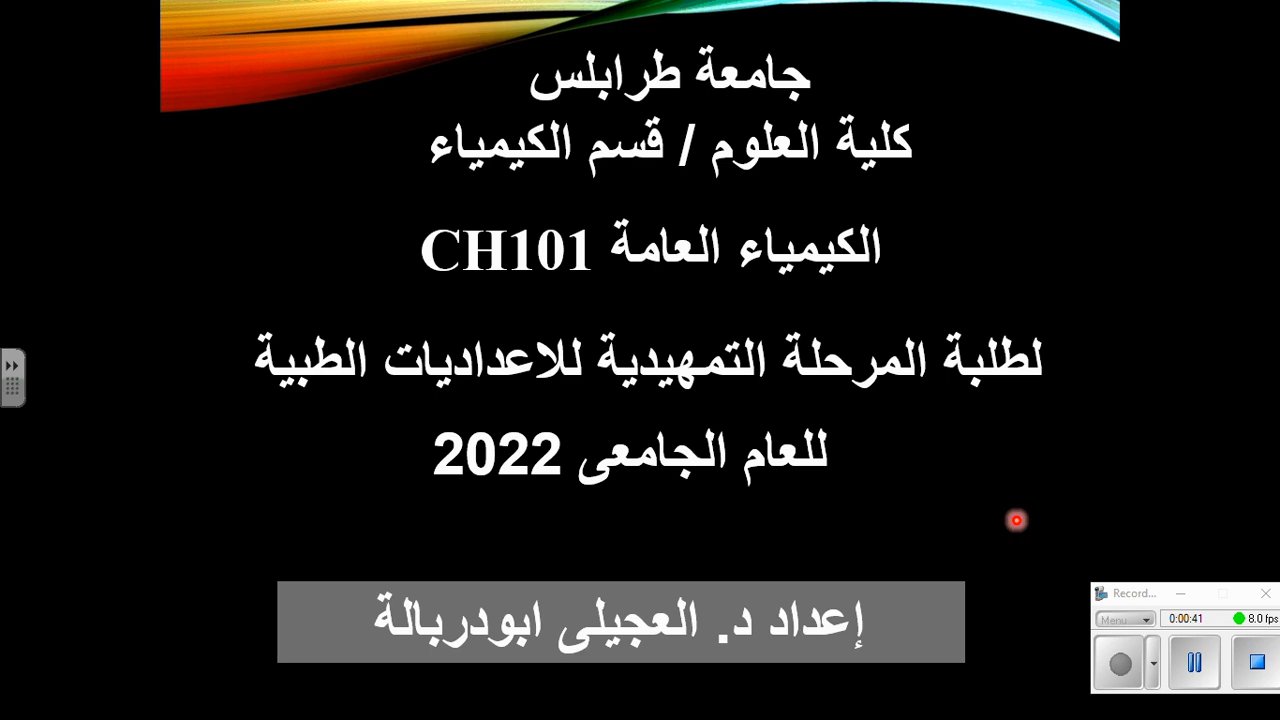 جامعة طرابلس
كلية العلوم / قسم الكيمياء
الكيمياء العامة CH101
لطلبة المرحلة التمهيدية للاعداديات الطبية
للعام الجامعى 2022
إعداد د. العجيلى ابودربالة
Record...
Menu
0:00:41
8.0 fps